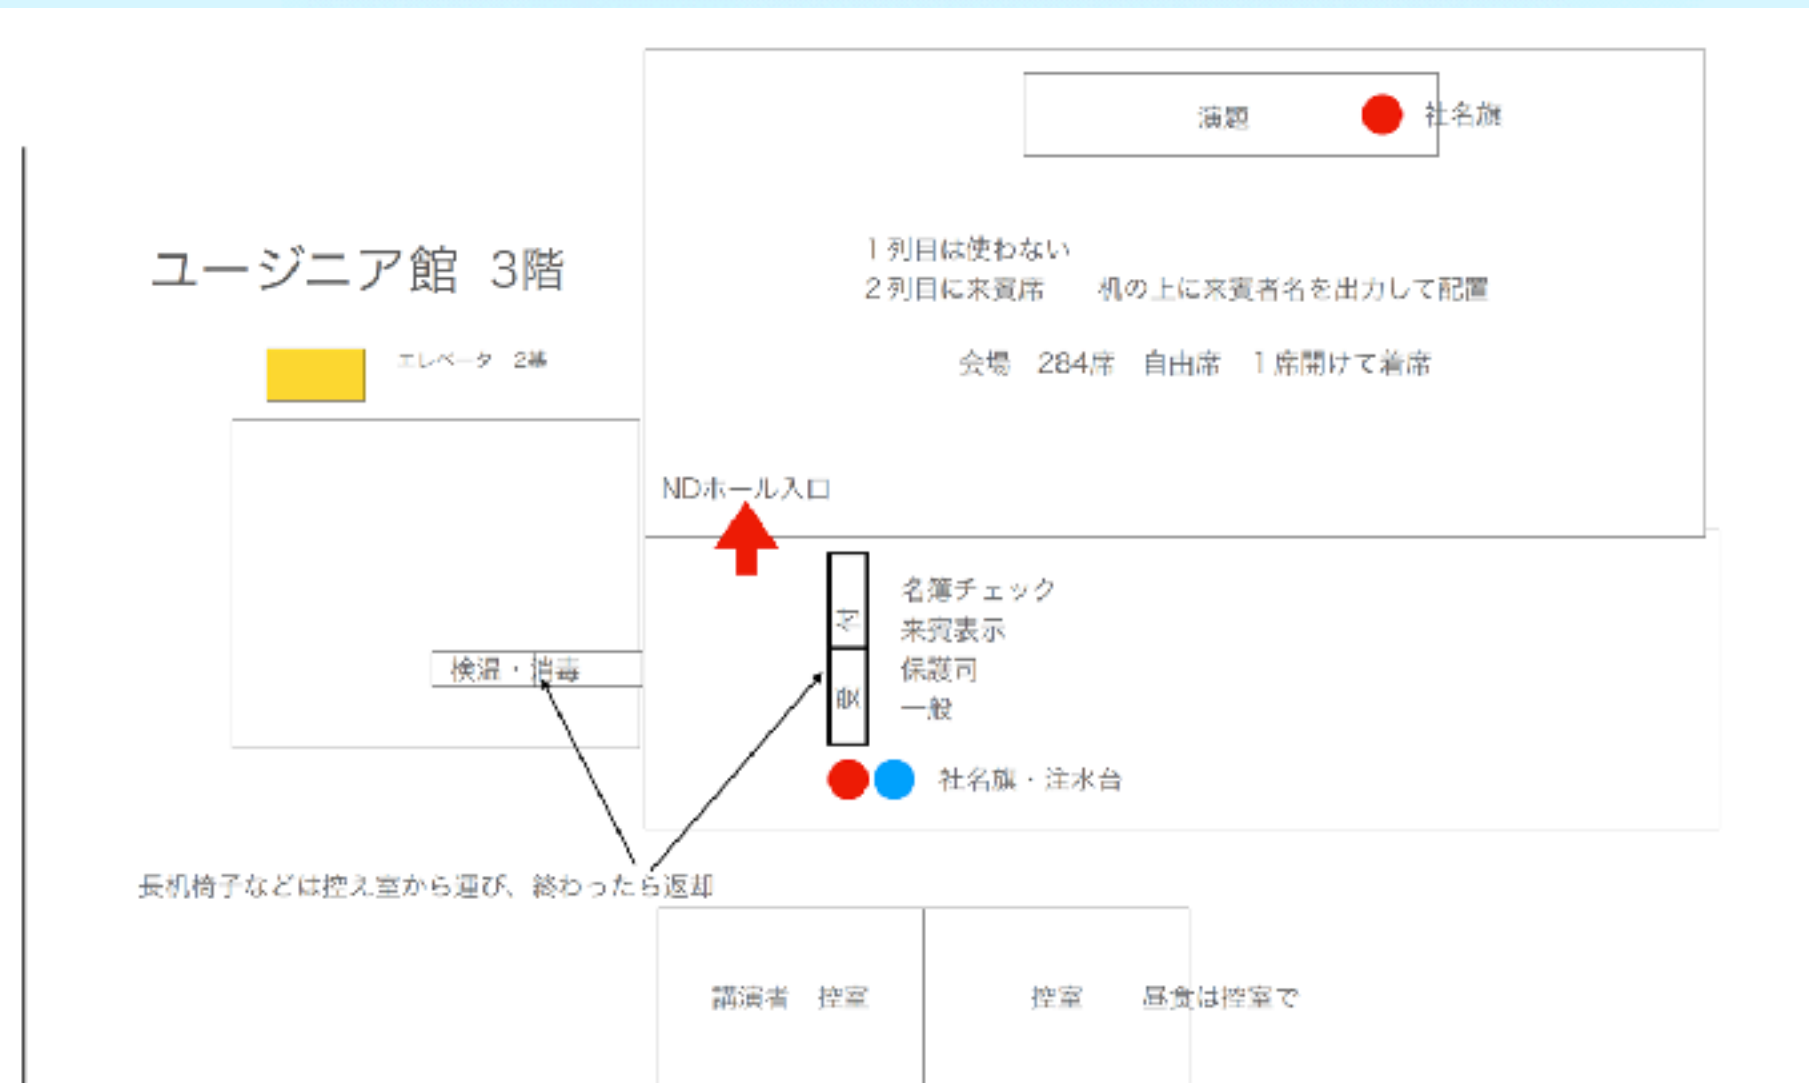 演題
社名旗
ユージニア館 3階
1列目は使わない
2列目に来賓席 机の上に来賓者名を出力して配置
エレベータ 2基
会場 284席 自由席 1席開けて着席
NDホール入口
名簿チェック
来賓表示
保護司
一般
受付
検温・消毒
社名旗・注水台
長机椅子などは控え室から運び、終わったら返却
講演者 控室
控室 昼食は控室で